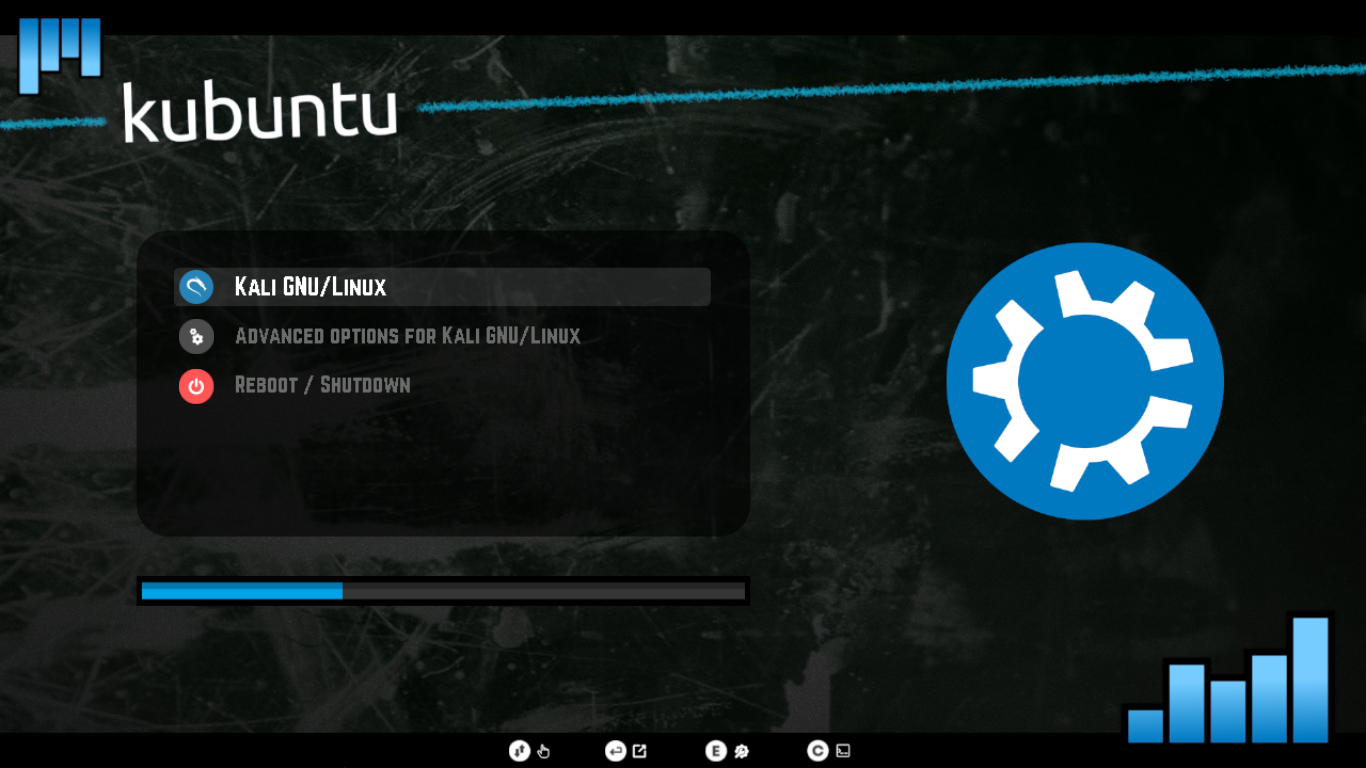 kubuntu
Kali GNU/Linux
Advanced options for Kali GNU/Linux
Reboot / Shutdown
E
C